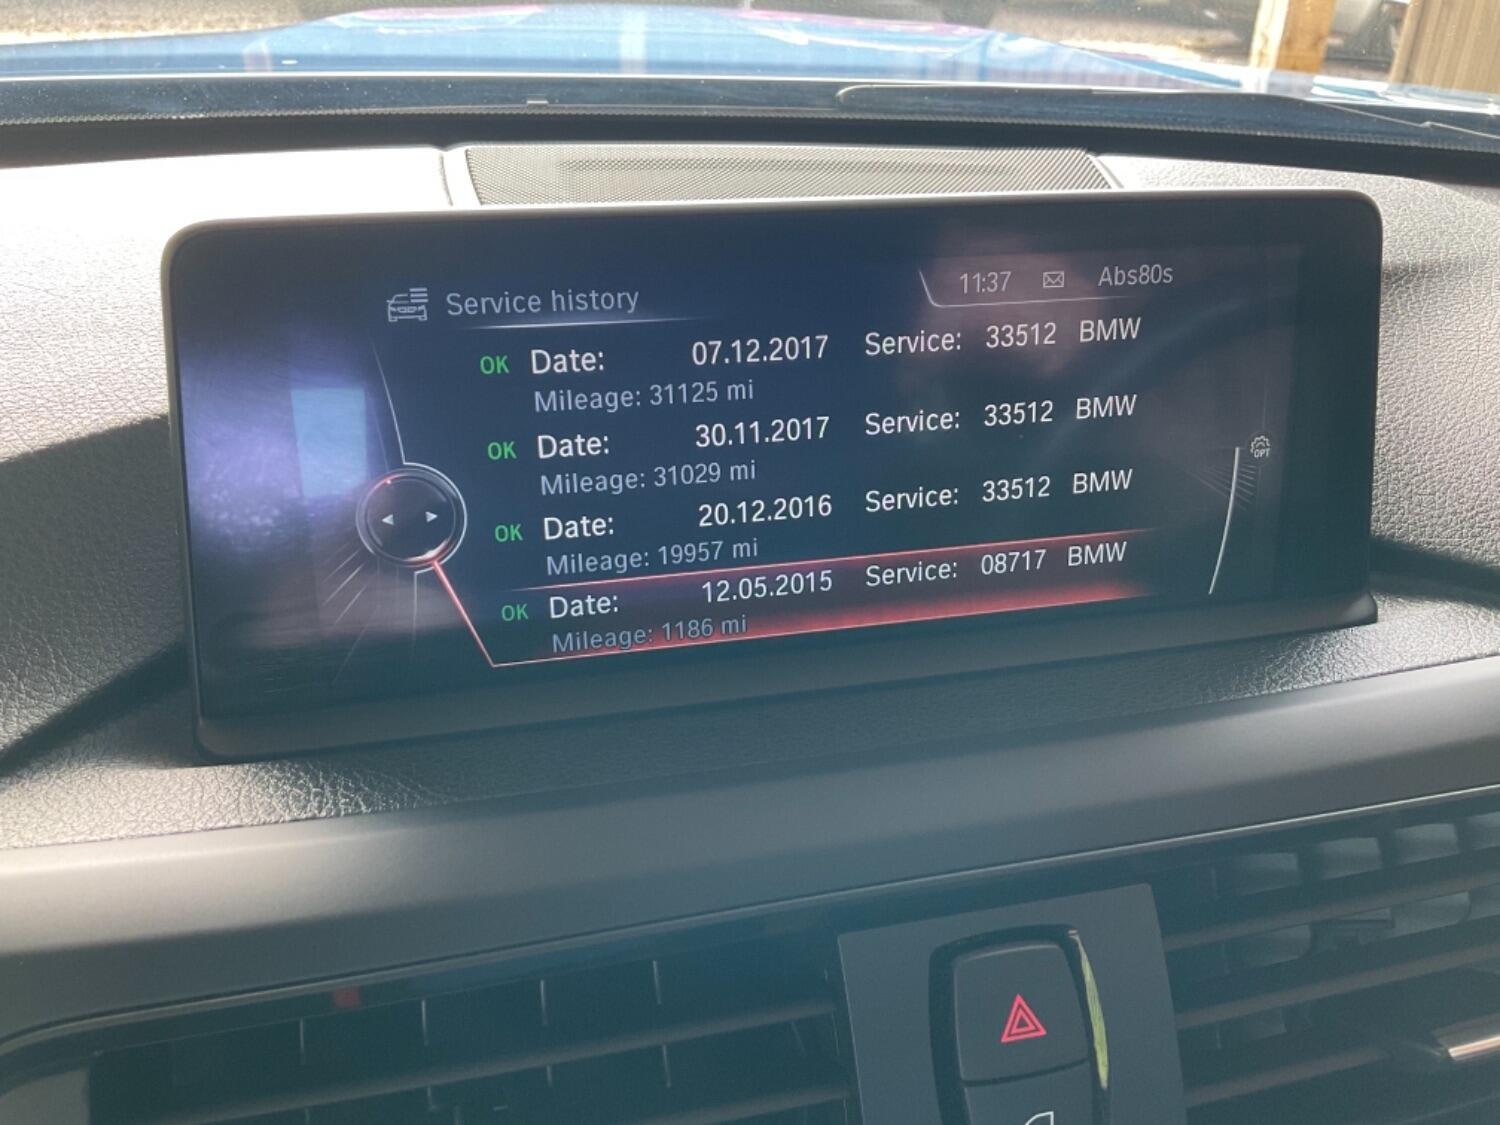 Service history
11:37 Abs80s
OK Date: 07.12.2017 Service: 33512 BMW
Mileage: 31125 mi
OK Date: 30.11.2017 Service: 33512 BMW
Mileage: 31029 mi
OK Date: 20.12.2016 Service: 33512 BMW
Mileage: 19957 mi
OK Date: 12.05.2015 Service: 08717 BMW
Mileage: 1186 mi
OPT